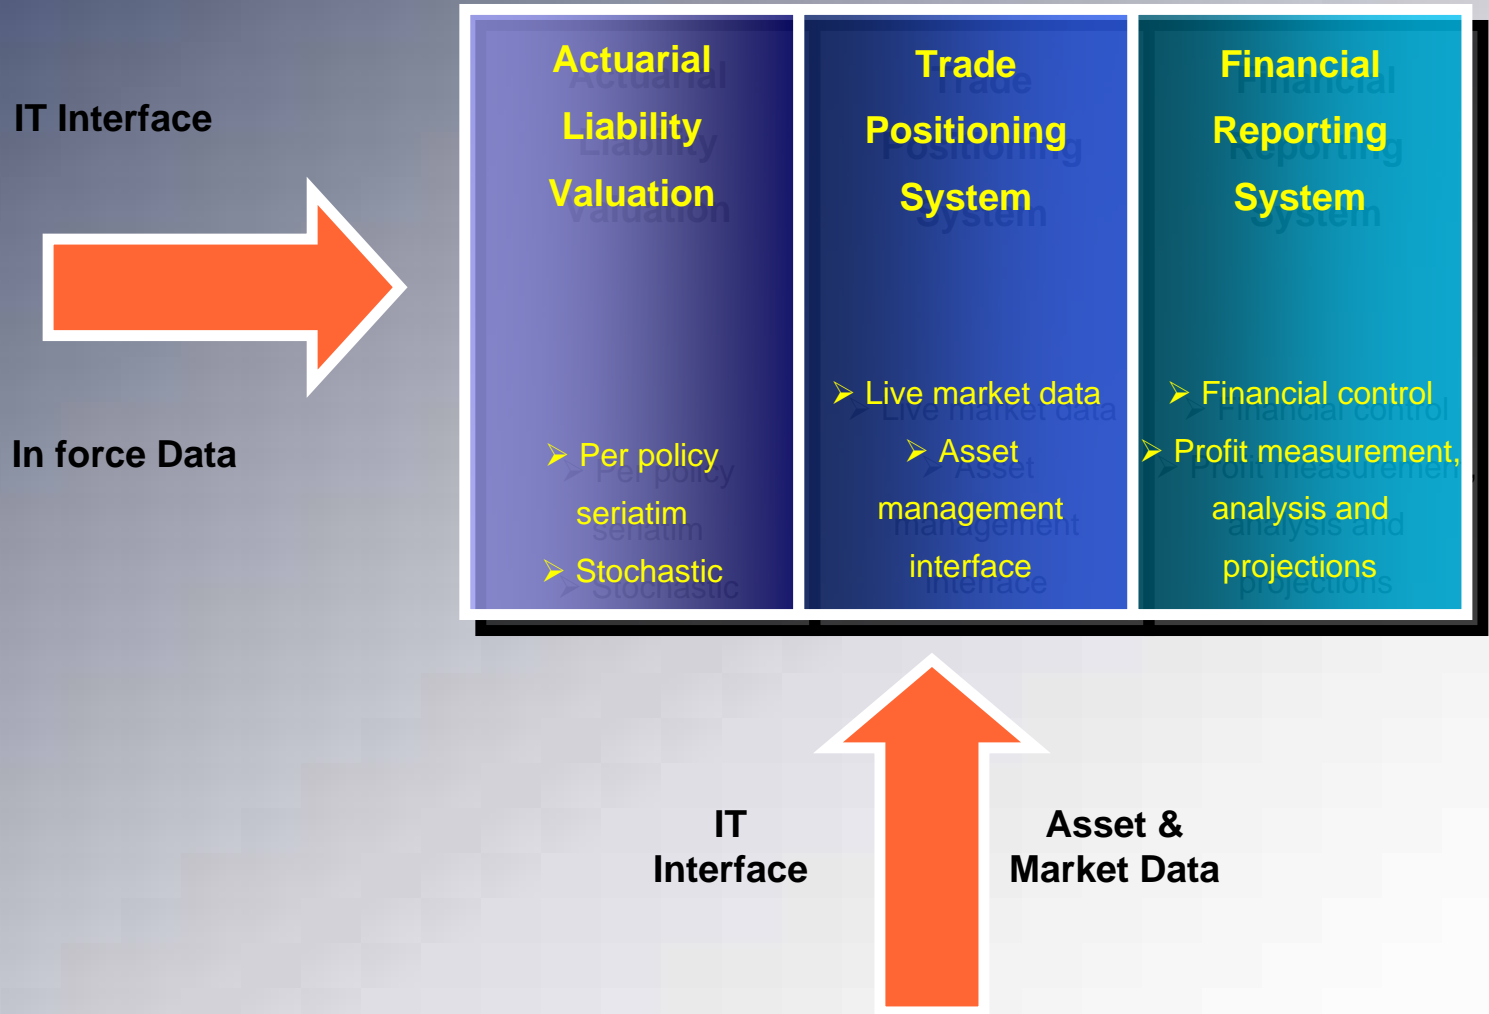 IT Interface
In force Data
Actuarial
Liability
Valuation
➢ Per policy
seriatim
➢ Stochastic
Trade
Positioning
System
➢ Live market data
➢ Asset
management
interface
Financial
Reporting
System
➢ Financial control
➢ Profit measurement,
analysis and
projections
IT
Interface
Asset &
Market Data